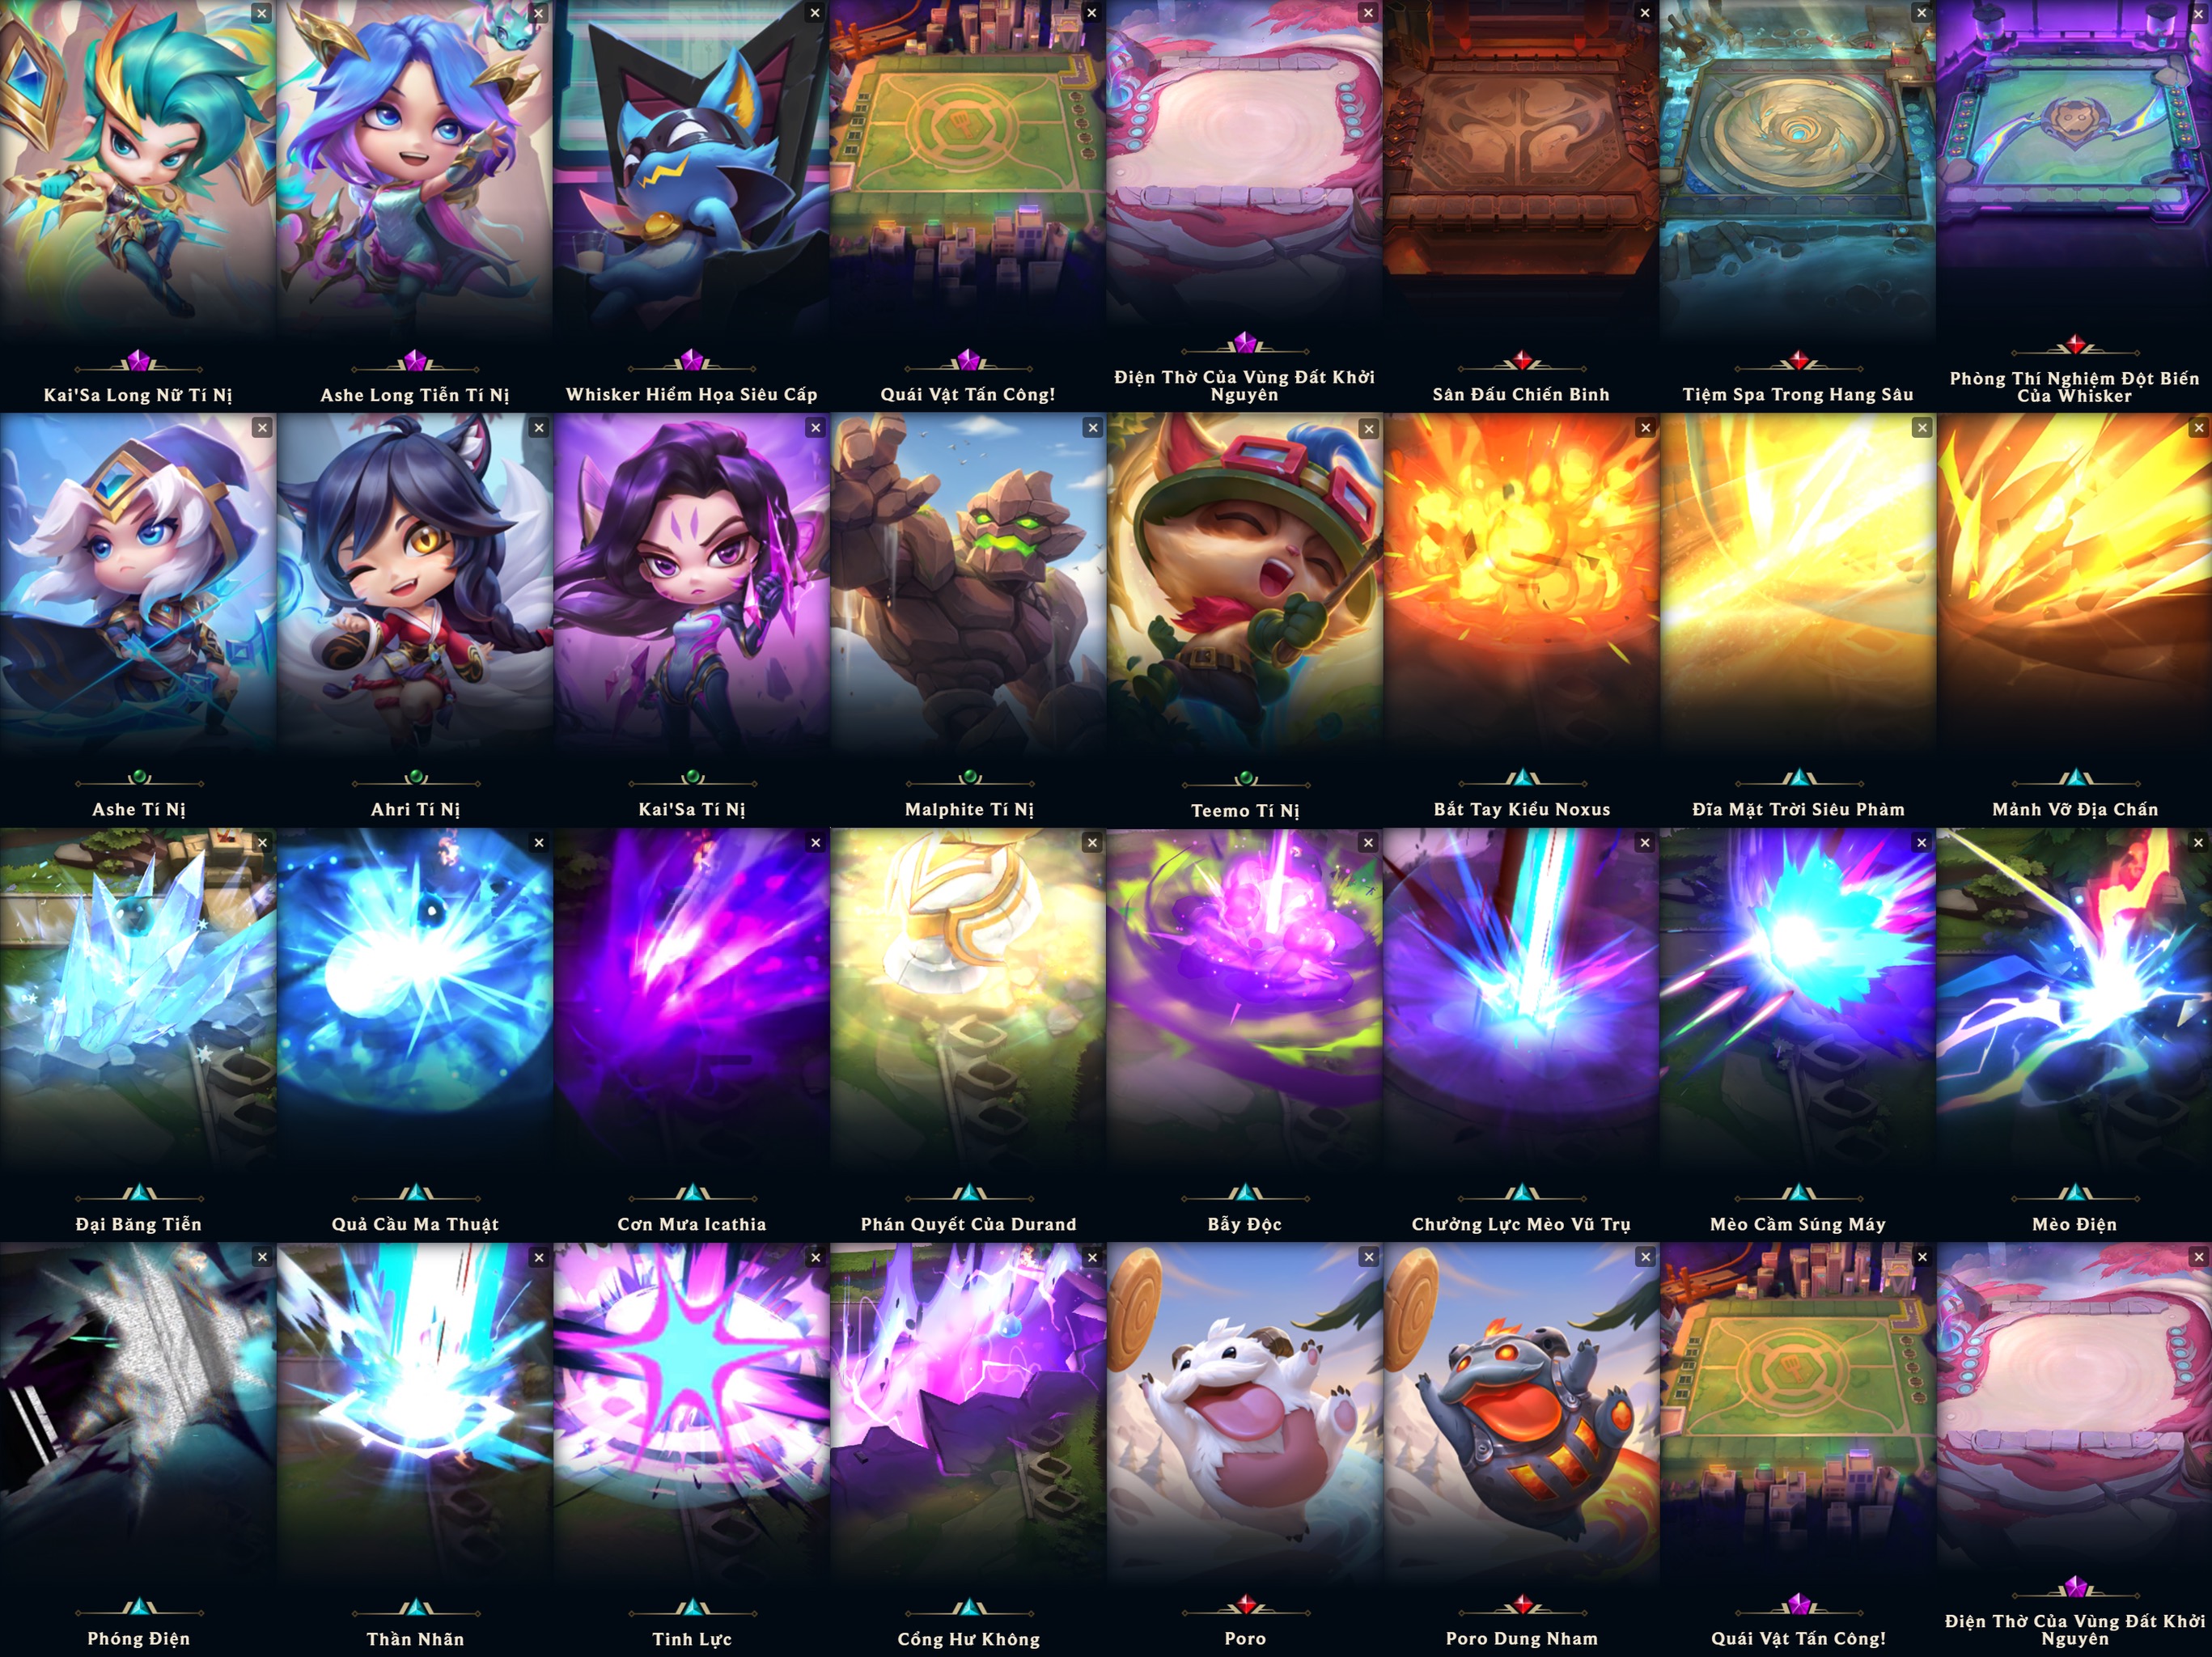 Kai'Sa Long Nữ Tí Nị
Ashe Long Tiễn Tí Nị
Whisker Hiểm Họa Siêu Cấp
Quái Vật Tấn Công!
Điện Thờ Của Vùng Đất Khởi
Nguyên
Sân Đấu Chiến Binh
Tiệm Spa Trong Hang Sâu
Phòng Thí Nghiệm Đột Biến
Của Whisker
Ashe Tí Nị
Ahri Tí Nị
Kai'Sa Tí Nị
Malphite Tí Nị
Teemo Tí Nị
Bắt Tay Kiểu Noxus
Đĩa Mặt Trời Siêu Phàm
Mảnh Vỡ Địa Chấn
Đại Băng Tiễn
Quả Cầu Ma Thuật
Cơn Mưa Icathia
Phán Quyết Của Durand
Bẫy Độc
Chưởng Lực Mèo Vũ Trụ
Mèo Cầm Súng Máy
Mèo Điện
Phóng Điện
Thần Nhãn
Tinh Lực
Cổng Hư Không
Poro
Poro Dung Nham
Quái Vật Tấn Công!
Điện Thờ Của Vùng Đất Khởi
Nguyên